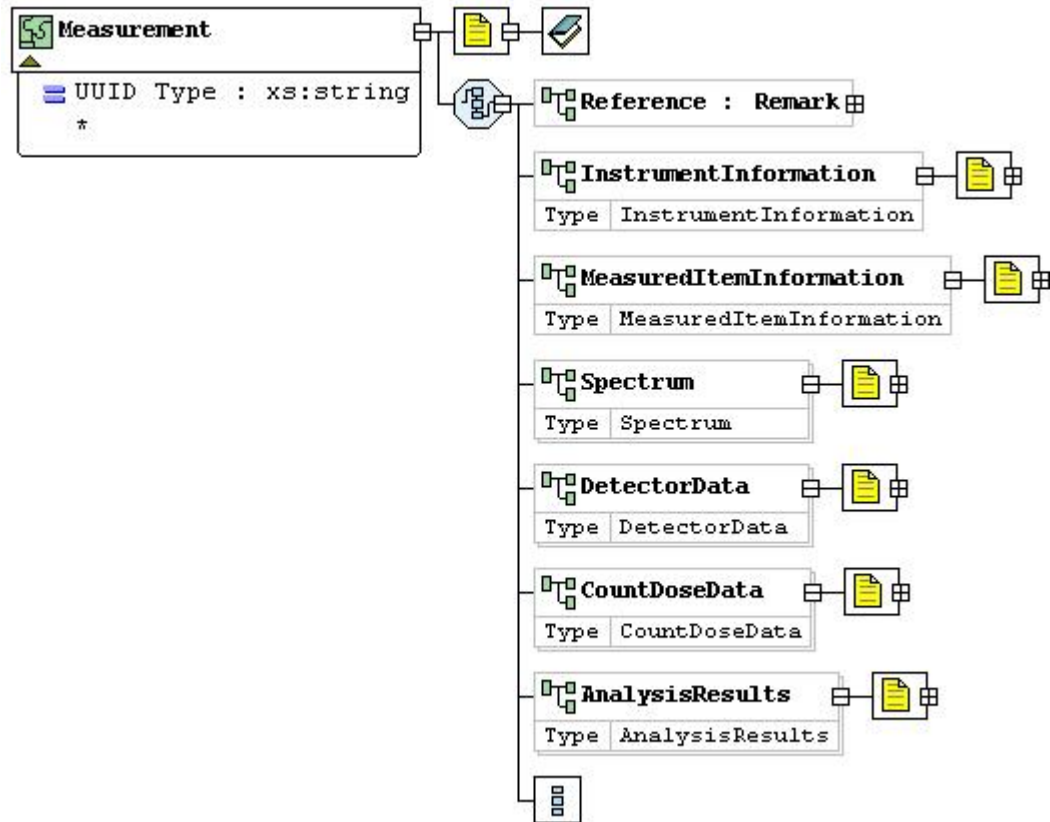 Measurement
UUID Type : xs:string
*
Reference : Remark
InstrumentInformation
Type InstrumentInformation
MeasuredItemInformation
Type MeasuredItemInformation
Spectrum
Type Spectrum
DetectorData
Type DetectorData
CountDoseData
Type CountDoseData
AnalysisResults
Type AnalysisResults